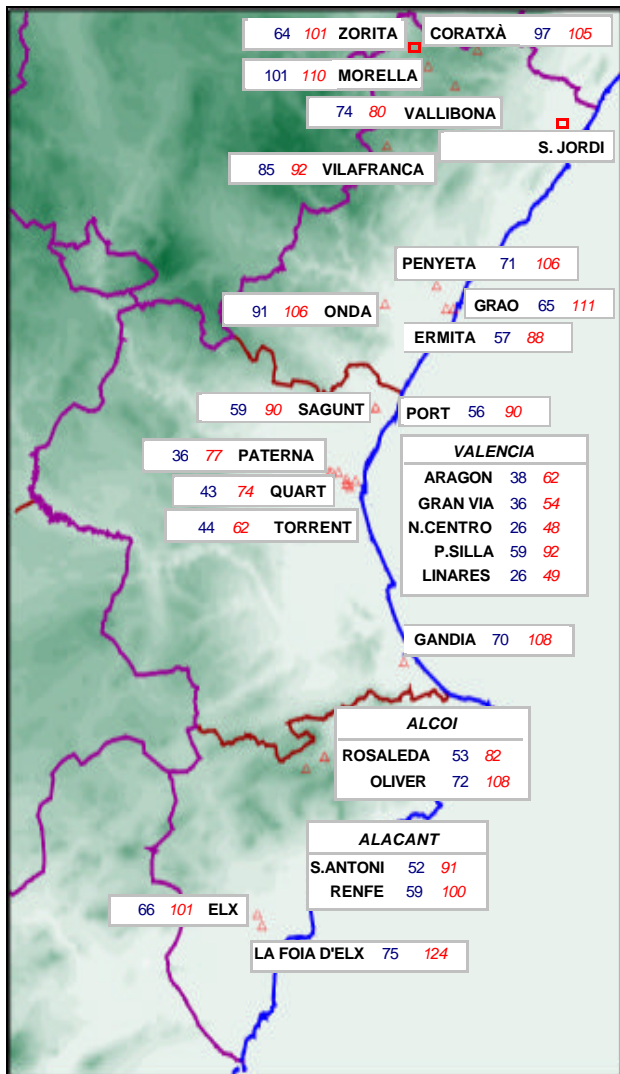 64 101 ZORITA
CORATXÀ 97 105
101 110 MORELLA
74 80 VALLIBONA
S. JORDI
85 92 VILAFRANCA
PENYETA 71 106
91 106 ONDA
GRAO 65 111
ERMITA 57 88
59 90 SAGUNT
PORT 56 90
36 77 PATERNA
43 74 QUART
44 62 TORRENT
VALENCIA
ARAGON 38 62
GRAN VIA 36 54
N.CENTRO 26 48
P.SILLA 59 92
LINARES 26 49
GANDIA 70 108
ALCOI
ROSALEDA 53 82
OLIVER 72 108
ALACANT
S.ANTONI 52 91
RENFE 59 100
66 101 ELX
LA FOIA D'ELX 75 124